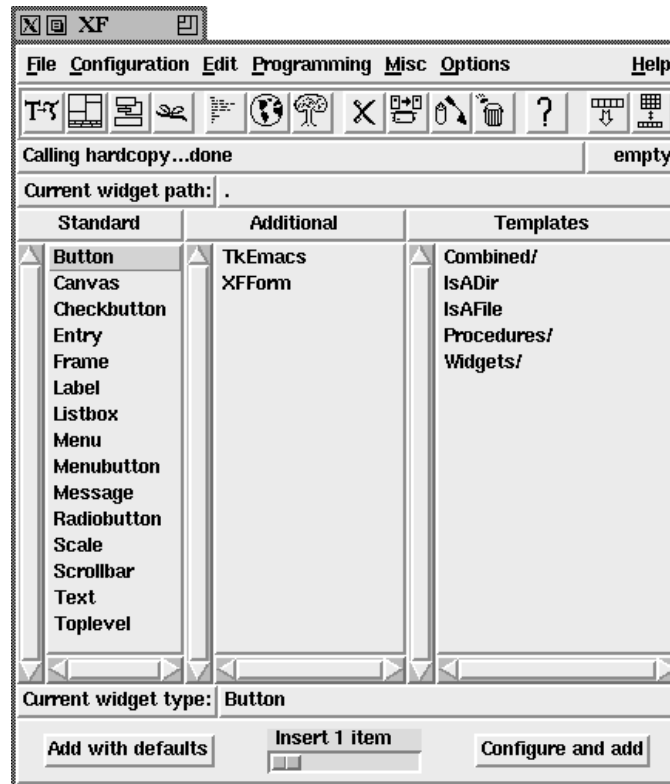 XF
File Configuration Edit Programming Misc Options Help
?
Calling hardcopy...done empty
Current widget path: .
Standard Additional Templates
Button TkEmacs Combined/
Canvas XFForm IsADir
Checkbutton IsAFile
Entry Procedures/
Frame Widgets/
Label
Listbox
Menu
Menubutton
Message
Radiobutton
Scale
Scrollbar
Text
Toplevel
Current widget type: Button
Add with defaults Insert 1 item Configure and add